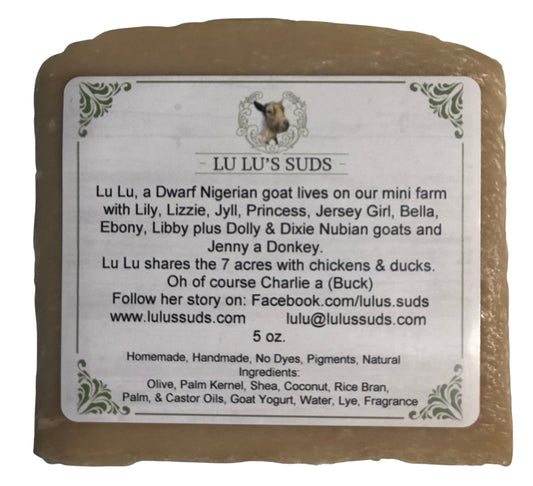 - LU LU'S SUDS -
Lu Lu, a Dwarf Nigerian goat lives on our mini farm
with Lily, Lizzie, Jyll, Princess, Jersey Girl, Bella,
Ebony, Libby plus Dolly & Dixie Nubian goats and
Jenny a Donkey.
Lu Lu shares the 7 acres with chickens & ducks.
Oh of course Charlie a (Buck)
Follow her story on: Facebook.com/lulus.suds
www.lulussuds.com lulu@lulussuds.com
5 oz.
Homemade, Handmade, No Dyes, Pigments, Natural
Ingredients:
Olive, Palm Kernel, Shea, Coconut, Rice Bran,
Palm, & Castor Oils, Goat Yogurt, Water, Lye, Fragrance